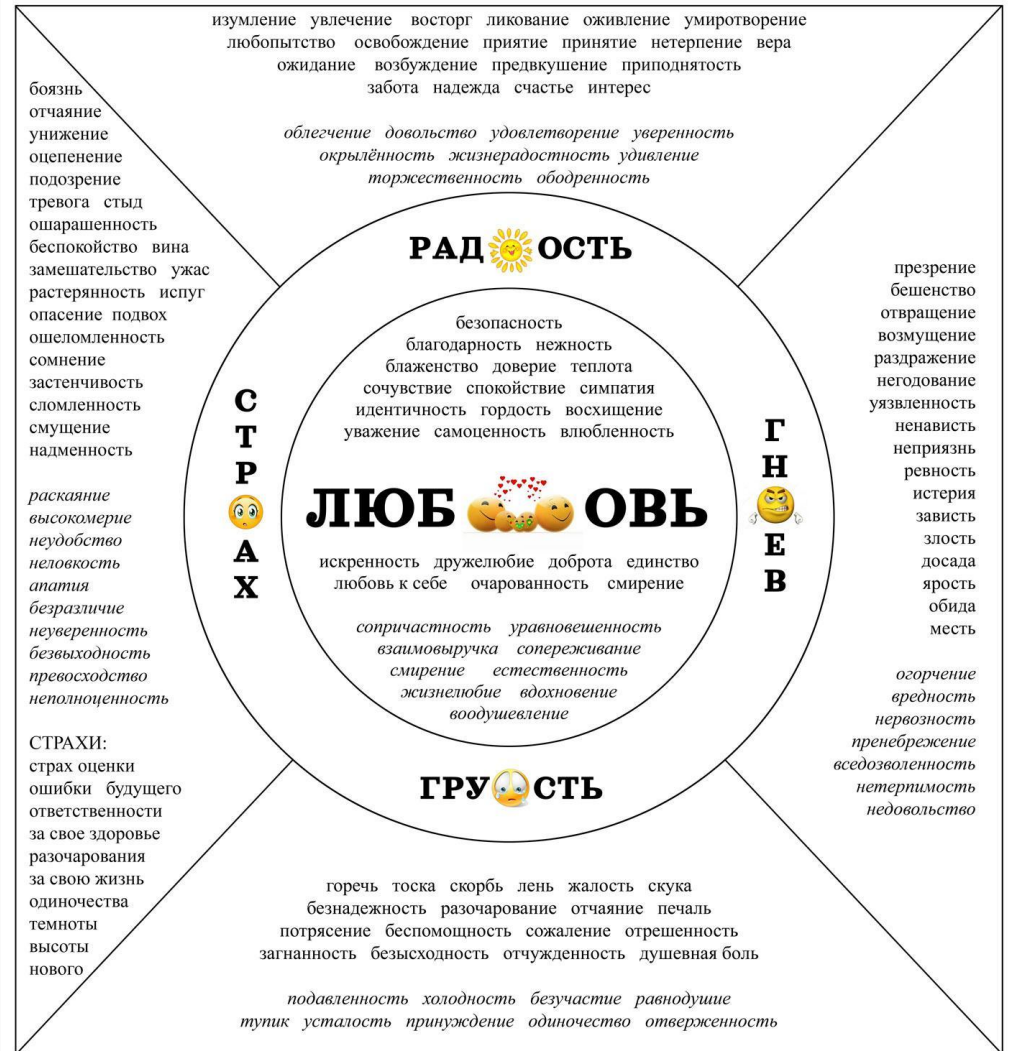 изумление увлечение восторг ликование оживление умиротворение
любопытство освобождение приятие принятие нетерпение вера
ожидание возбуждение предвкушение приподнятость
забота надежда счастье интерес
облегчение довольство удовлетворение уверенность
окрылённость жизнерадостность удивление
торжественность ободренность
РАДОСТЬ
боязнь
отчаяние
унижение
оцепенение
подозрение
тревога стыд
ошарашенность
беспокойство вина
замешательство ужас
растерянность испуг
опасение подвох
ошеломленность
сомнение
застенчивость
сломленность
смущение
надменность
раскаяние
высокомерие
неудобство
неловкость
апатия
безразличие
неуверенность
безвыходность
превосходство
неполноценность
СТРАХИ:
страх оценки
ошибки будущего
ответственности
за свое здоровье
разочарования
за свою жизнь
одиночества
темноты
высоты
нового
СТРАХ
безопасность
благодарность нежность
блаженство доверие теплота
сочувствие спокойствие симпатия
идентичность гордость восхищение
уважение самоценность влюбленность
ЛЮБОВЬ
искренность дружелюбие доброта единство
любовь к себе очарованность смирение
сопричастность уравновешенность
взаимовыручка сопереживание
смирение естественность
жизнелюбие вдохновение
воодушевление
ГНЕВ
презрение
бешенство
отвращение
возмущение
раздражение
негодование
уязвленность
ненависть
неприязнь
ревность
истерия
зависть
злость
досада
ярость
обида
месть
огорчение
вредность
нервозность
пренебрежение
вседозволенность
нетерпимость
недовольство
ГРУСТЬ
горечь тоска скорбь лень жалость скука
безнадежность разочарование отчаяние печаль
потрясение беспомощность сожаление отрешенность
загнанность безысходность отчужденность душевная боль
подавленность холодность безучастие равнодушие
тупик усталость принуждение одиночество отверженность